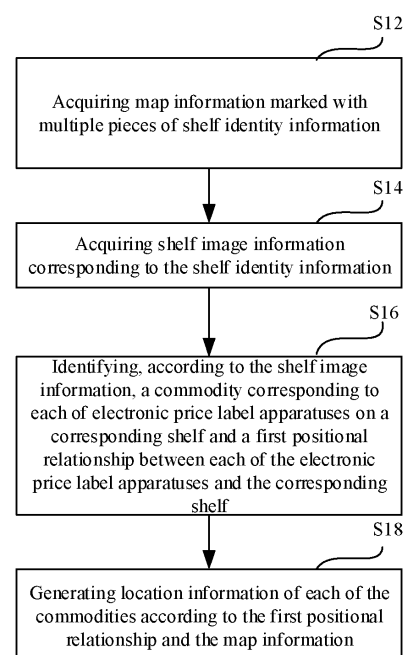 S12
Acquiring map information marked with
multiple pieces of shelf identity information
S14
Acquiring shelf image information
corresponding to the shelf identity information
S16
Identifying, according to the shelf image
information, a commodity corresponding to
each of electronic price label apparatuses on a
corresponding shelf and a first positional
relationship between each of the electronic
price label apparatuses and the corresponding
shelf
S18
Generating location information of each of the
commodities according to the first positional
relationship and the map information